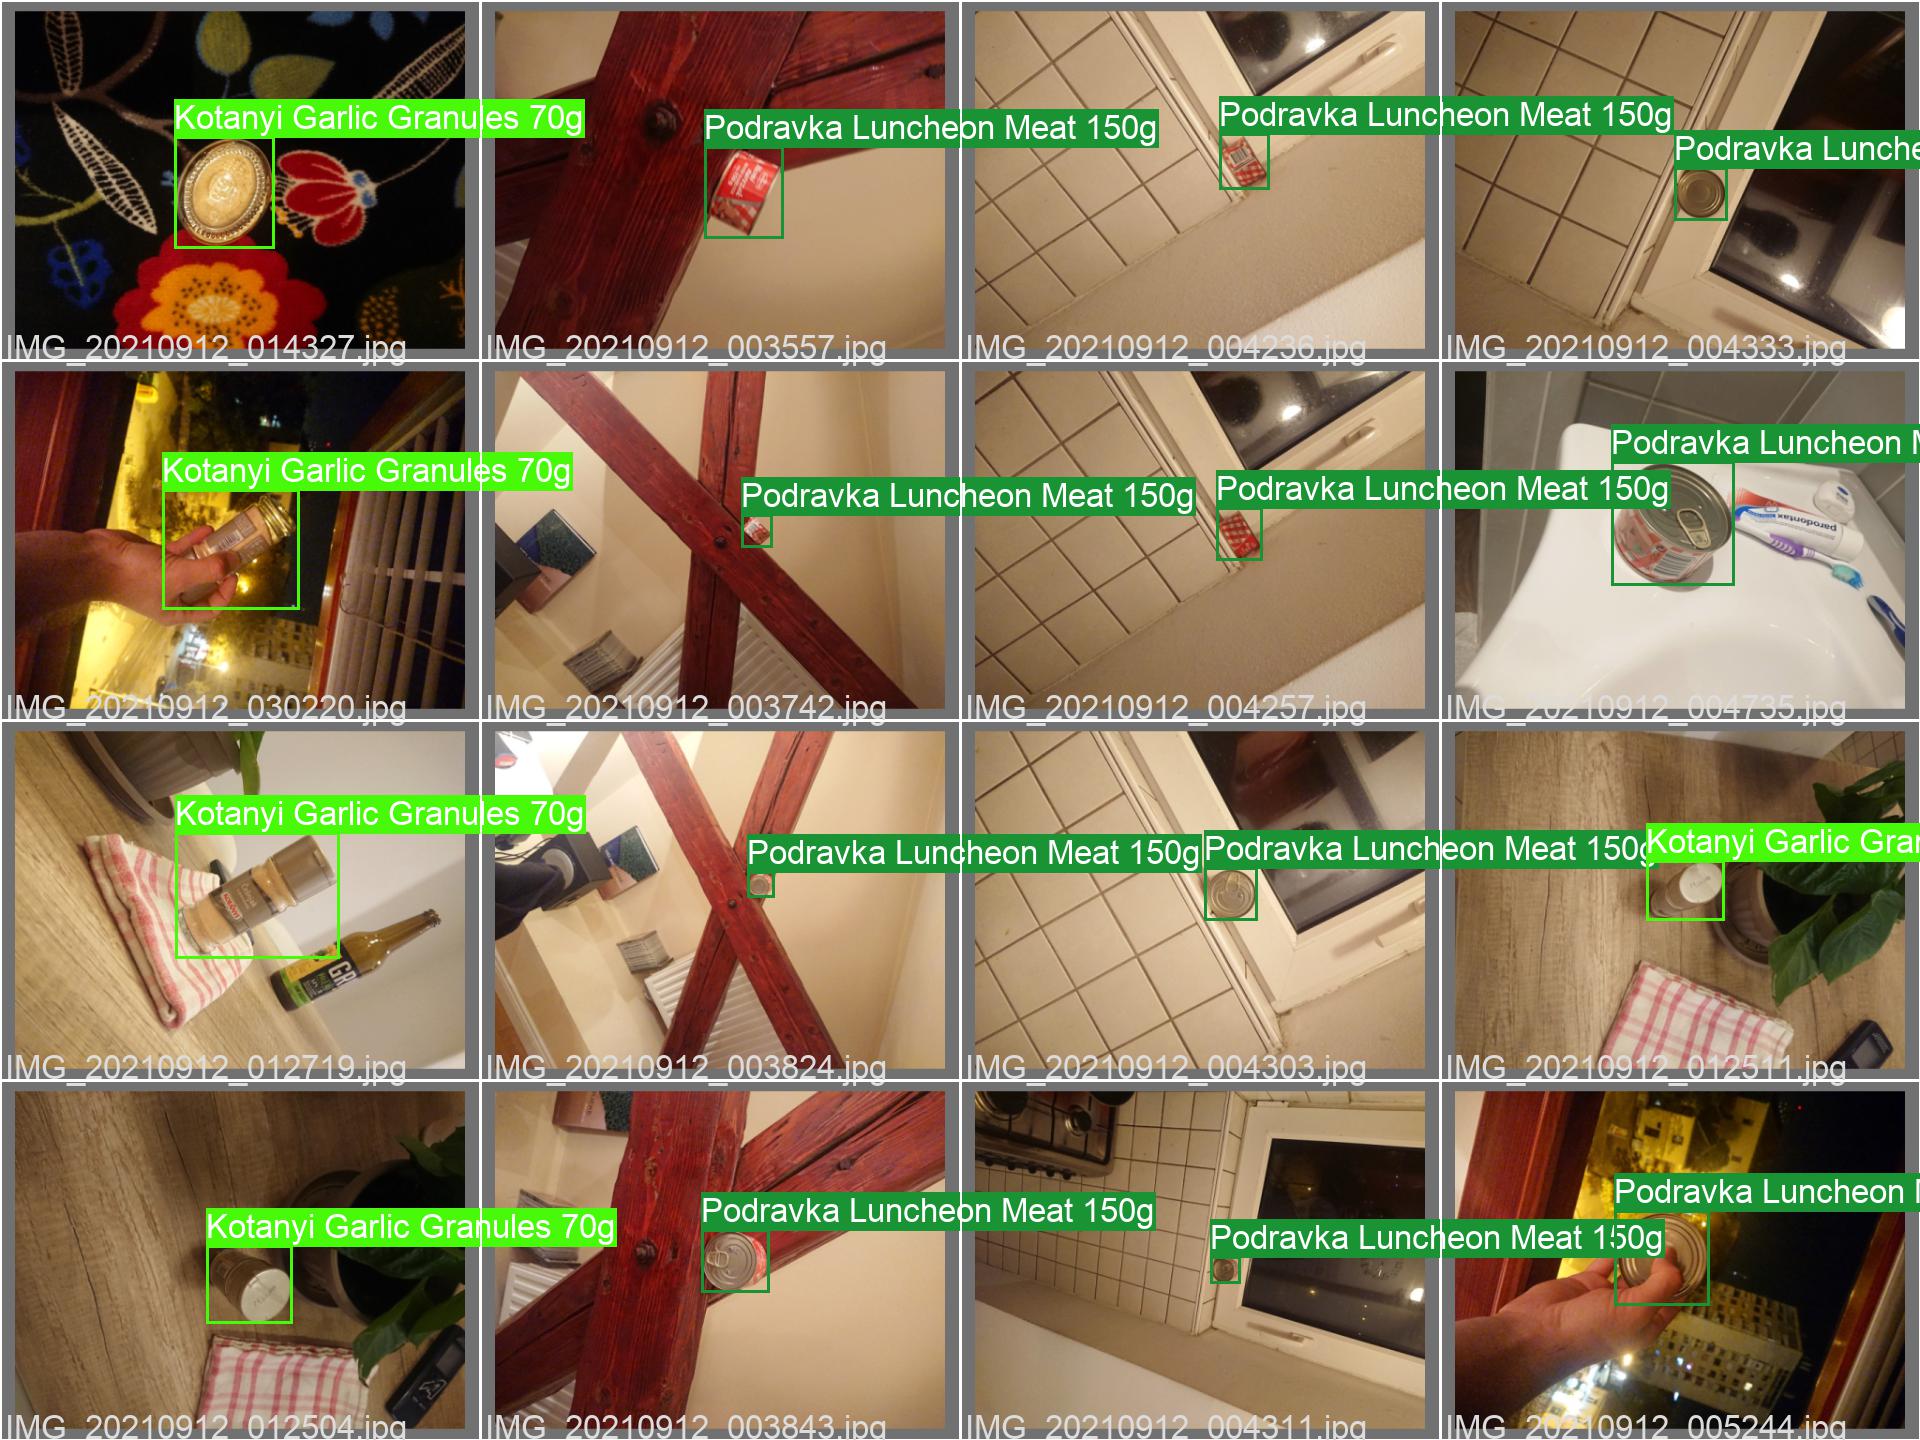 Kotanyi Garlic Granules 70g
IMG_20210912_014327.jpg
Podravka Luncheon Meat 150g
IMG_20210912_003557.jpg
Podravka Luncheon Meat 150g
IMG_20210912_004236.jpg
Podravka Lunche
IMG_20210912_004333.jpg
Kotanyi Garlic Granules 70g
IMG_20210912_030220.jpg
Podravka Luncheon Meat 150g
IMG_20210912_003742.jpg
Podravka Luncheon Meat 150g
IMG_20210912_004257.jpg
Podravka Luncheon M
parodontax
IMG_20210912_004735.jpg
Kotanyi Garlic Granules 70g
IMG_20210912_012719.jpg
Podravka Luncheon Meat 150g
IMG_20210912_003824.jpg
Podravka Luncheon Meat 150g
IMG_20210912_004303.jpg
Kotanyi Garlic Gra
IMG_20210912_012511.jpg
Kotanyi Garlic Granules 70g
IMG_20210912_012504.jpg
Podravka Luncheon Meat 150g
IMG_20210912_003843.jpg
Podravka Luncheon Meat 150g
IMG_20210912_004311.jpg
Podravka Luncheon M
IMG_20210912_005244.jpg